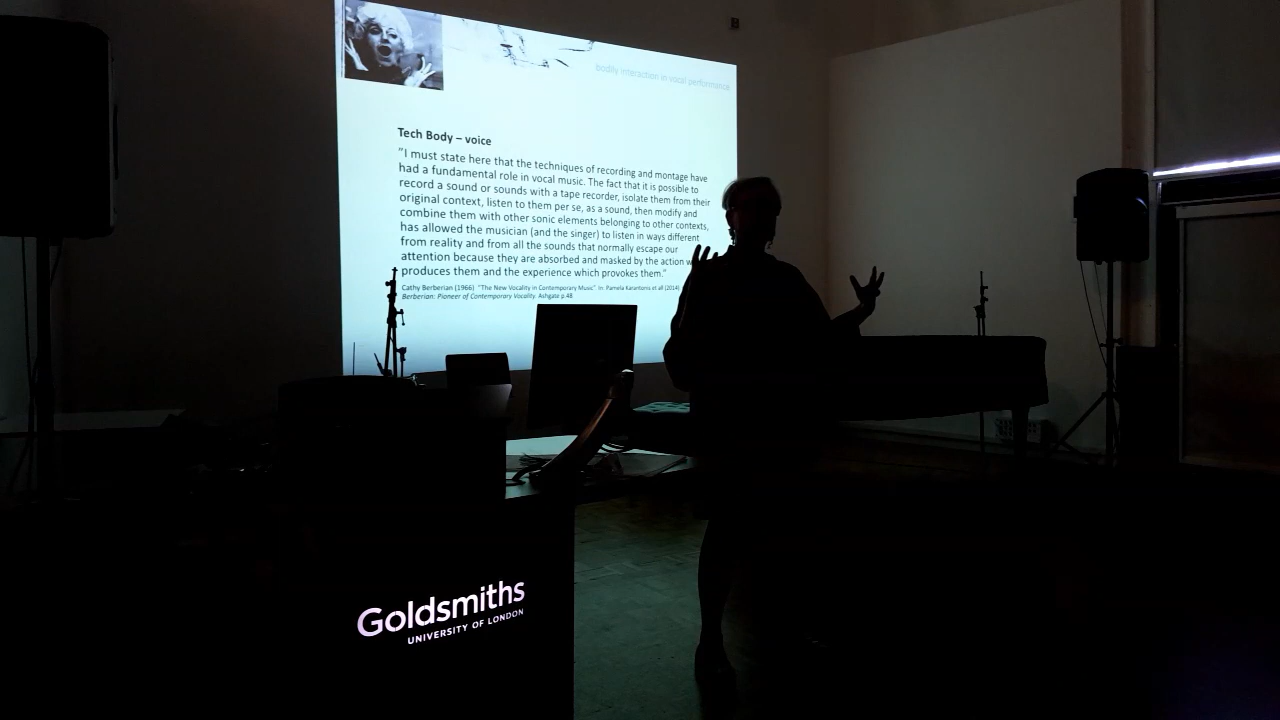 bodily interaction in vocal performance
Tech Body – voice
"I must state here that the techniques of recording and montage have
had a fundamental role in vocal music. The fact that it is possible to
record a sound or sounds with a tape recorder, isolate them from their
original context, listen to them per se, as a sound, then modify and
combine them with other sonic elements belonging to other contexts,
has allowed the musician (and the singer) to listen in ways different
from reality and from all the sounds that normally escape our
attention because they are absorbed and masked by the action w
produces them and the experience which provokes them."
Cathy Berberian (1966) "The New Vocality in Contemporary Music" In: Pamela Karantonis et all (2014)
Berberian: Pioneer of Contemporary Vocality. Ashgate p.48
Goldsmiths
UNIVERSITY OF LONDON